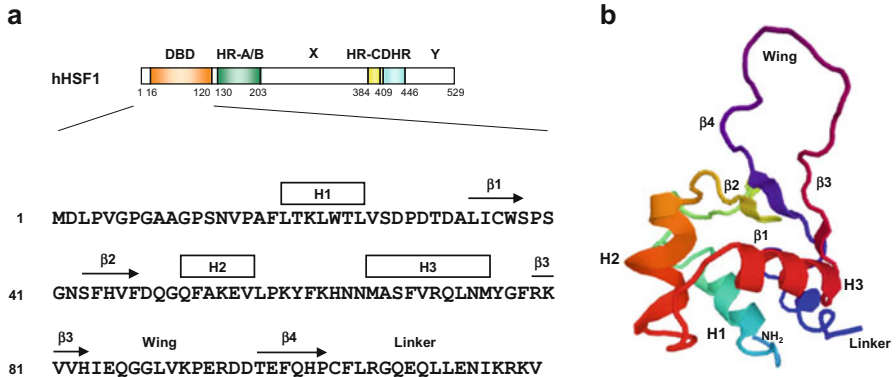 a
DBD HR-A/B X HR-CDHR Y
hHSF1
1 16 120 130 203 384 409 446 529
H1 β1
1 MDLPVGPGAAGPSNVPAFLTKLWTLVSDPDTDALICWSPS
β2 H2 H3 β3
41 GNSFHVFDQGQFAKEVLPKYFKHNNMASFVRQLNMYGFRK
β3 Wing β4 Linker
81 VVHIEQGGLVKPERDDTEFQHPCFLRGQEQLLENIKRKV
b
Wing
β4
β2 β3
β1
H2
H3
H1 NH2 Linker